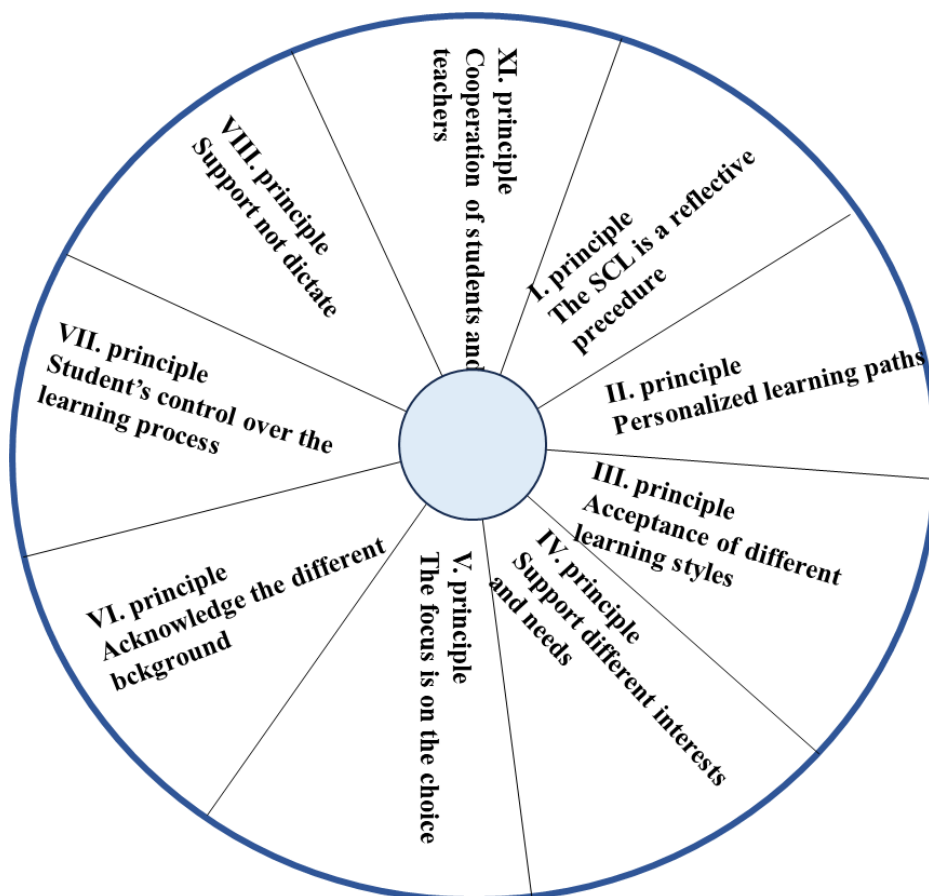 I. principle
The SCL is a reflective
precedure
II. principle
Personalized learning paths
III. principle
Acceptance of different
learning styles
IV. principle
Support different interests
and needs
V. principle
The focus is on the choice
VI. principle
Acknowledge the different
bckground
VII. principle
Student’s control over the
learning process
VIII. principle
Support not dictate
XI. principle
Cooperation of students and
teachers